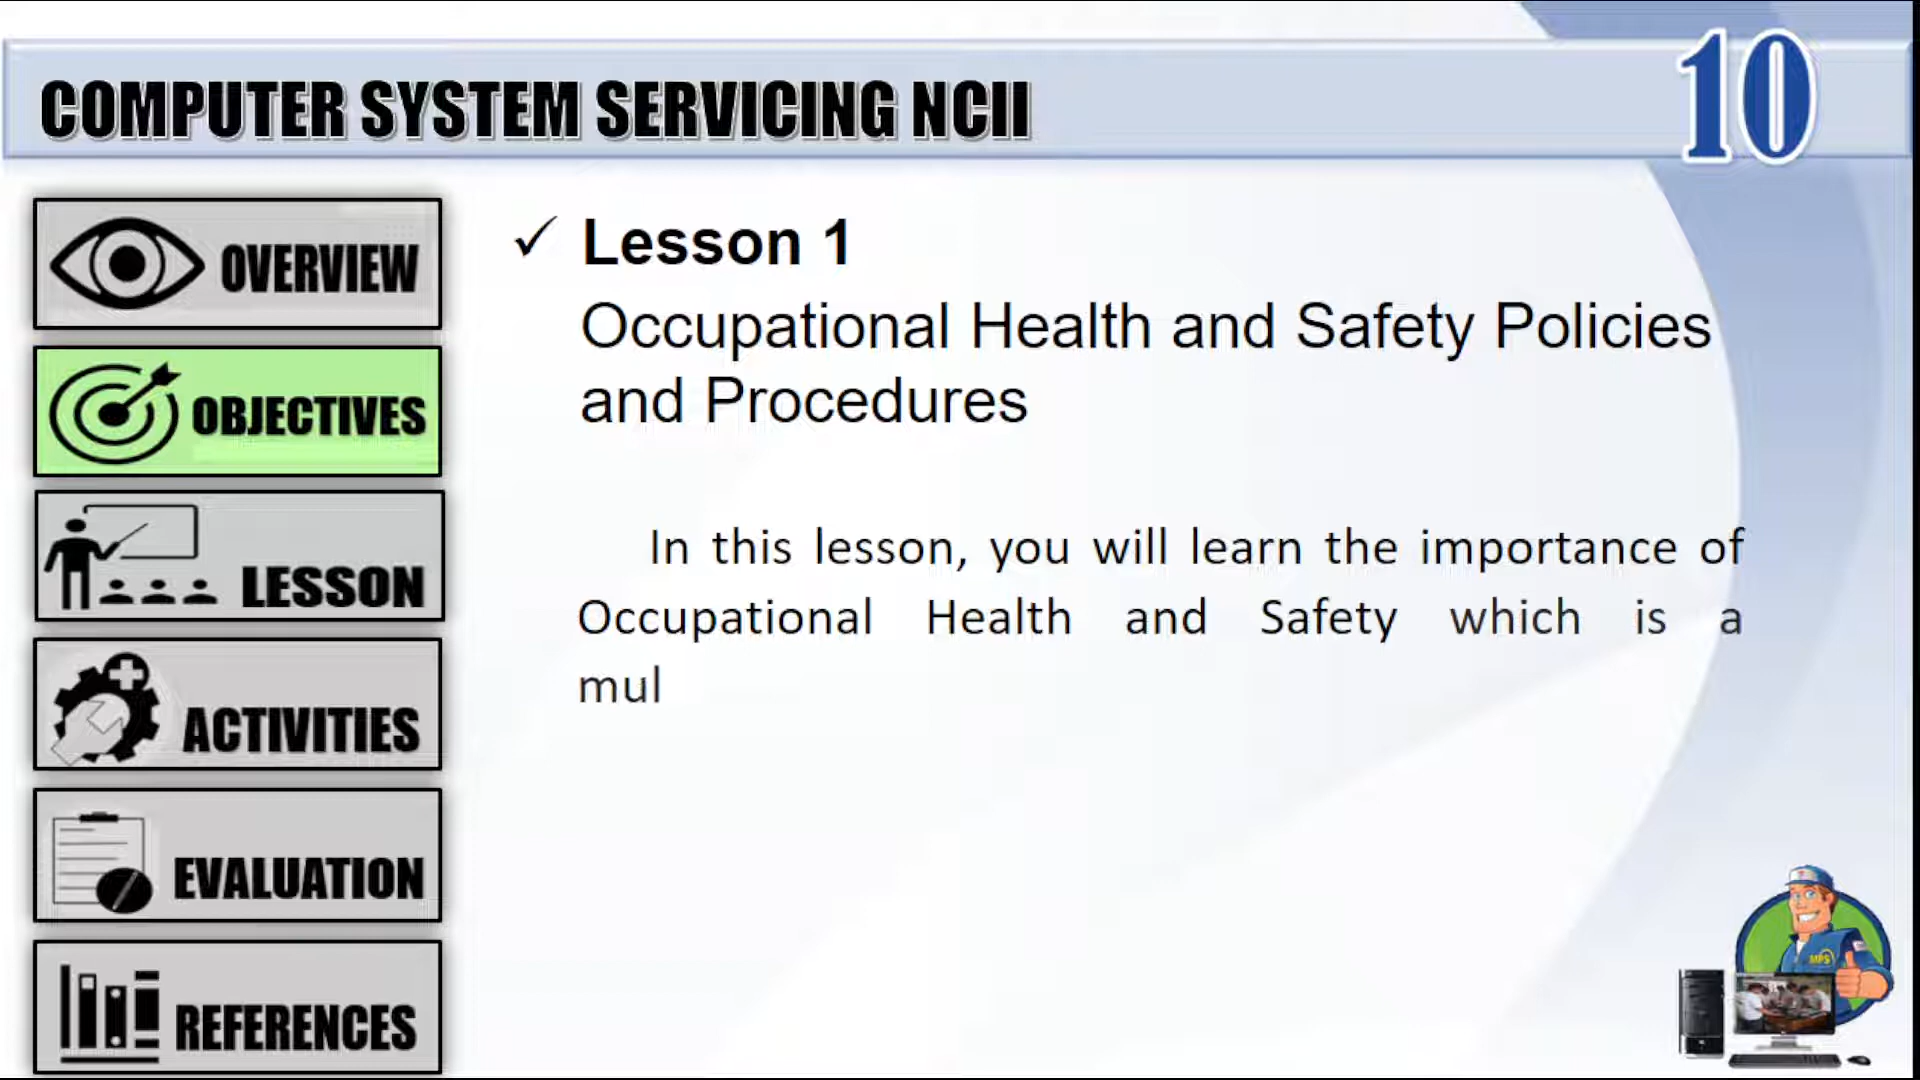 COMPUTER SYSTEM SERVICING NCII
10
OVERVIEW
OBJECTIVES
LESSON
ACTIVITIES
EVALUATION
REFERENCES
✓ Lesson 1
Occupational Health and Safety Policies
and Procedures
In this lesson, you will learn the importance of
Occupational Health and Safety which is a
mul
MPS